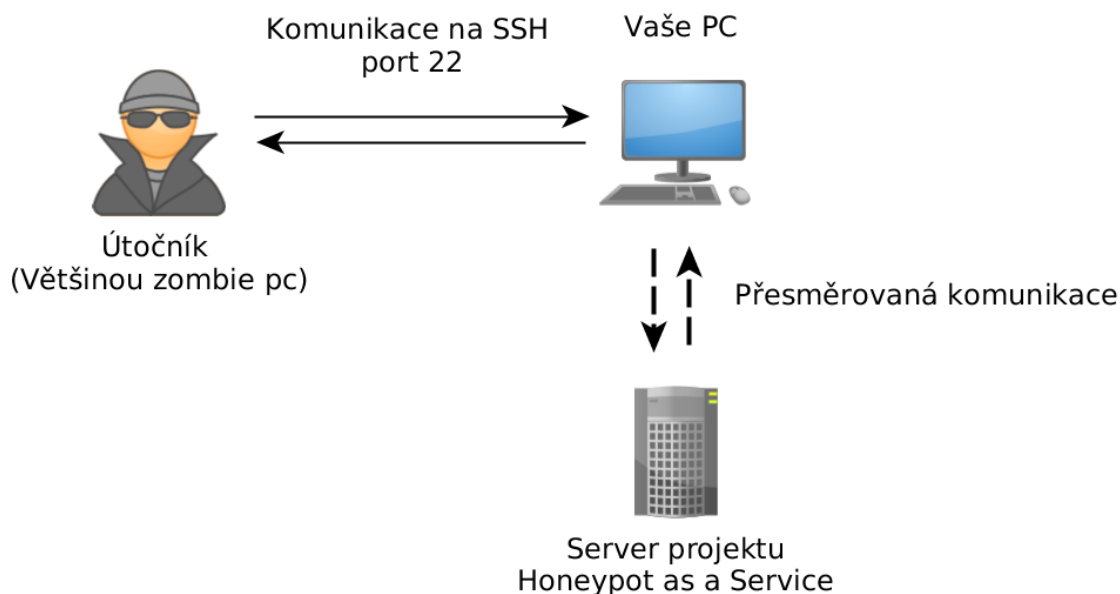 Komunikace na SSH
port 22
Vaše PC
Útočník
(Většinou zombie pc)
Přesměrovaná komunikace
Server projektu
Honeypot as a Service